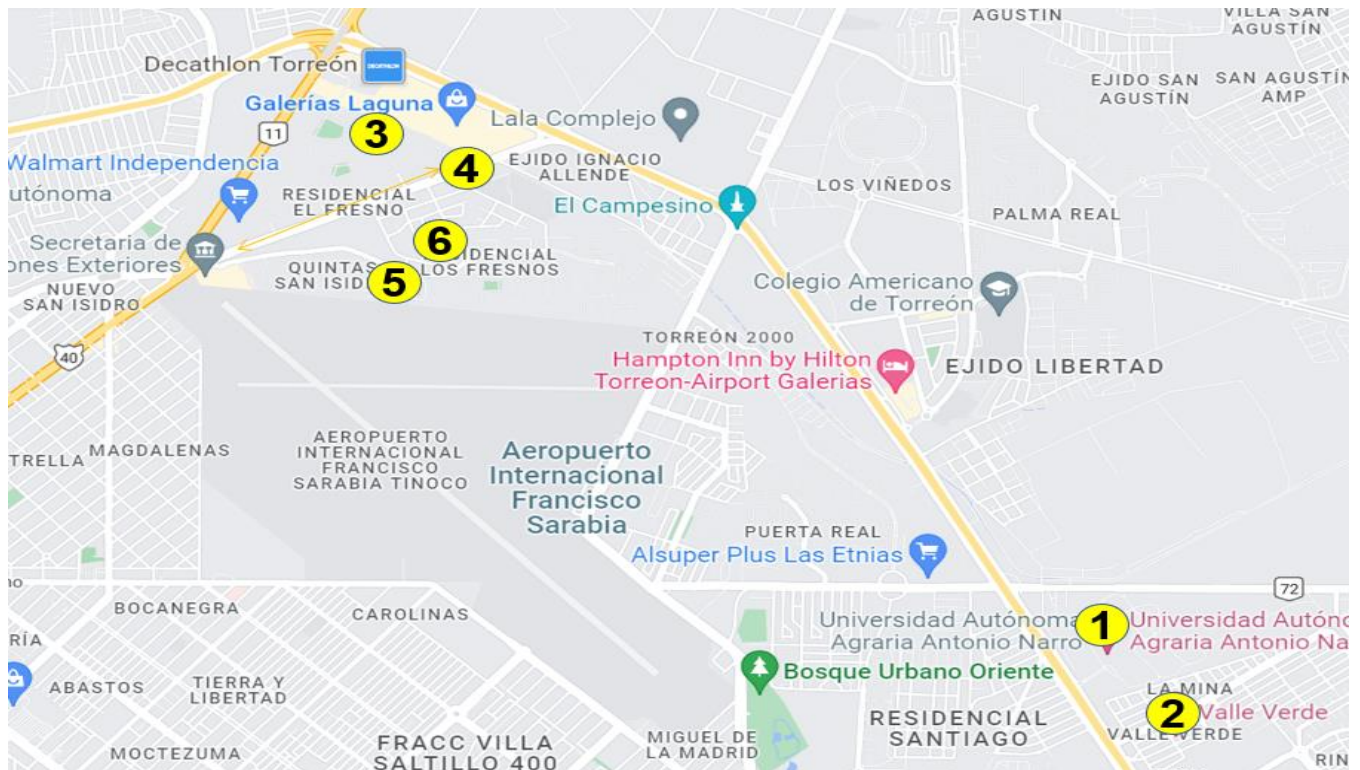 AGUSTIN
VILLA SAN
AGUSTÍN
Decathlon Torreón
DECATHLON
EJIDO SAN
AGUSTÍN
SAN AGUSTÍN
AMP
Galerías Laguna
3
11
Lala Complejo
Walmart Independencia
utónoma
4
EJIDO IGNACIO
ALLENDE
RESIDENCIAL
EL FRESNO
LOS VIÑEDOS
El Campesino
PALMA REAL
Secretaria de
ones Exteriores
6
QUINTAS
SAN ISID
5
IDENCIAL
LOS FRESNOS
NUEVO
SAN ISIDRO
Colegio Americano
de Torreón
40
TORREÓN 2000
Hampton Inn by Hilton
Torreon-Airport Galerias
EJIDO LIBERTAD
TRELLA
MAGDALENAS
AEROPUERTO
INTERNACIONAL
FRANCISCO
SARABIA TINOCO
Aeropuerto
Internacional
Francisco
Sarabia
PUERTA REAL
Alsuper Plus Las Etnias
no
72
BOCANEGRA
CAROLINAS
RÍA
Universidad Autónoma
Agraria Antonio Narro
1
Universidad Autóno
Agraria Antonio Na
ABASTOS
TIERRA Y
LIBERTAD
Bosque Urbano Oriente
LA MINA
2
Valle Verde
VALLE VERDE
RESIDENCIAL
SANTIAGO
MOCTEZUMA
FRACC VILLA
SALTILLO 400
MIGUEL DE
LA MADRID
RIN